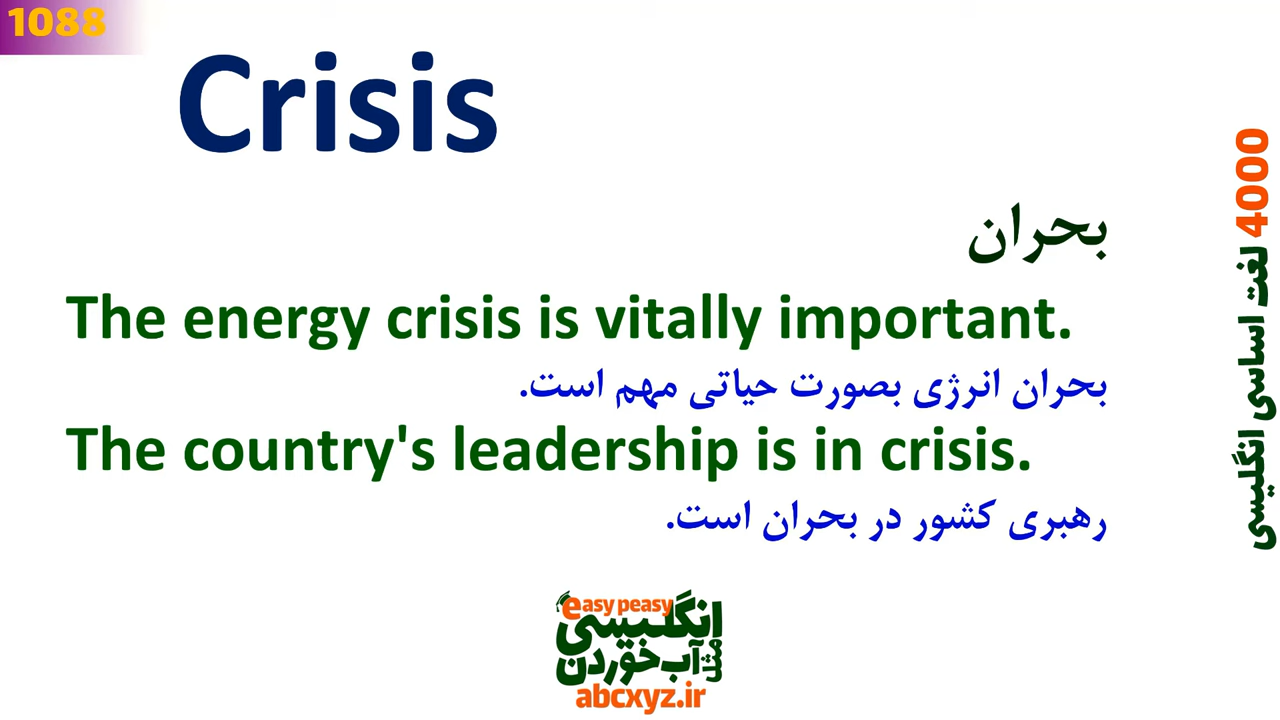 1088
Crisis
بحران
The energy crisis is vitally important.
بحران انرژی بصورت حیاتی مهم است.
The country's leadership is in crisis.
رهبری کشور در بحران است.
4000 لغت اساسی انگلیسی
easy peasy
انگلیسی
مثل آب خوردن
abcxyz.ir